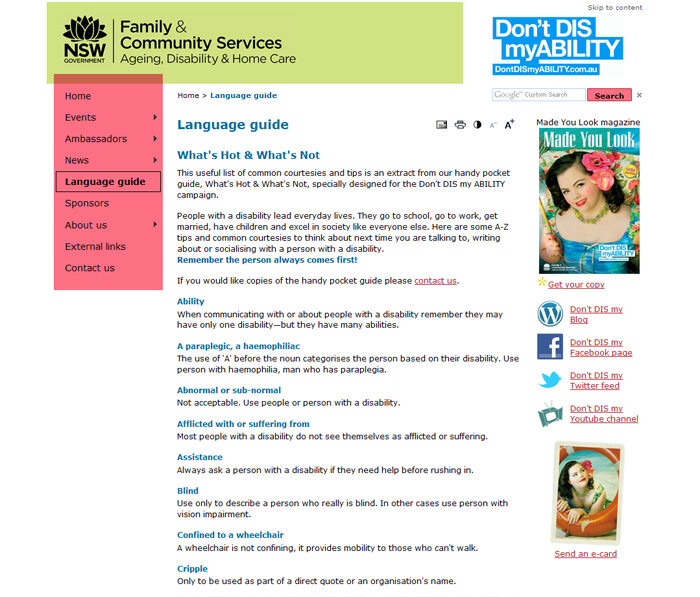 Skip to content
NSW
GOVERNMENT
Family &
Community Services
Ageing, Disability & Home Care
Don't DIS
myABILITY
DontDISmyABILITY.com.au
Google™ Custom Search
Search
×
Home
Events
Ambassadors
News
Language guide
Sponsors
About us
External links
Contact us
Home > Language guide
Language guide
A-
A+
What's Hot & What's Not
This useful list of common courtesies and tips is an extract from our handy pocket
guide, What's Hot & What's Not, specially designed for the Don't DIS my ABILITY
campaign.
People with a disability lead everyday lives. They go to school, go to work, get
married, have children and excel in society like everyone else. Here are some A-Z
tips and common courtesies to think about next time you are talking to, writing
about or socialising with a person with a disability.
Remember the person always comes first!
If you would like copies of the handy pocket guide please contact us.
Ability
When communicating with or about people with a disability remember they may
have only one disability—but they have many abilities.
A paraplegic, a haemophiliac
The use of 'A' before the noun categorises the person based on their disability. Use
person with haemophilia, man who has paraplegia.
Abnormal or sub-normal
Not acceptable. Use people or person with a disability.
Afflicted with or suffering from
Most people with a disability do not see themselves as afflicted or suffering.
Assistance
Always ask a person with a disability if they need help before rushing in.
Blind
Use only to describe a person who really is blind. In other cases use person with
vision impairment.
Confined to a wheelchair
A wheelchair is not confining, it provides mobility to those who can't walk.
Cripple
Only to be used as part of a direct quote or an organisation's name.
Made You Look magazine
Made You Look
Don't DIS
myABILITY
Get your copy
Don't DIS my
Blog
Don't DIS my
Facebook page
Don't DIS my
Twitter feed
Don't DIS my
Youtube channel
Send an e-card